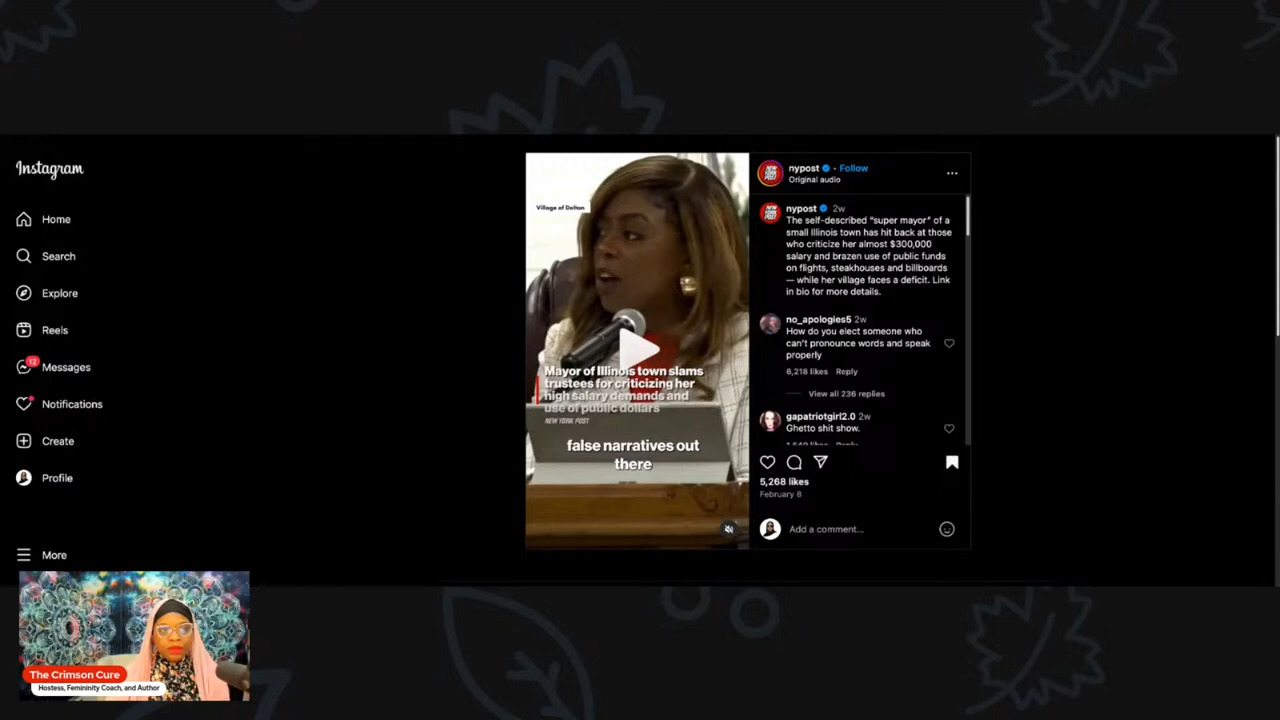 Instagram
Home
Search
Explore
Reels
12
Messages
Notifications
Create
Profile
More
Village of Dolton
Mayor of Illinois town slams
trustees for criticizing her
high salary demands and
use of public dollars
NEW YORK POST
false narratives out
there
nypost · Follow
Original audio
NEW YORK POST
nypost 2w
The self-described “super mayor” of a
small Illinois town has hit back at those
who criticize her almost $300,000
salary and brazen use of public funds
on flights, steakhouses and billboards
— while her village faces a deficit. Link
in bio for more details.
no_apologies5 2w
How do you elect someone who
can’t pronounce words and speak
properly
6,218 likes Reply
View all 236 replies
gapatriotgirl2.0 2w
Ghetto shit show.
5,268 likes
February 8
Add a comment...
The Crimson Cure
Hostess, Femininity Coach, and Author